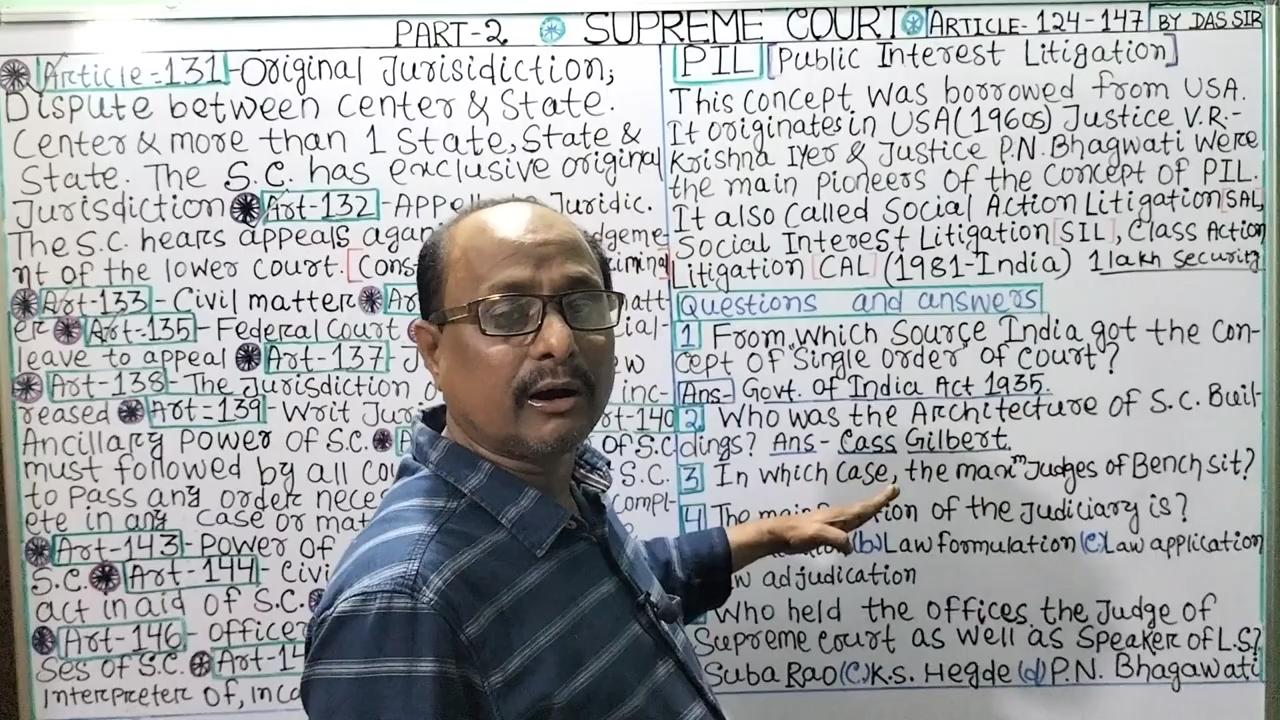 PART-2 SUPREME COURT ARTICLE- 124-147 BY DAS SIR
Article=131-Original Jurisidiction,
Dispute between Center & State.
Center & more than 1 State, State &
State. The S.C. has exclusive original
Jurisdiction Art-132-Appell Juridic.
The S.C. hears appeals again dgeme-
nt of the lower court. [Cons iminal]
Art-133-Civil matter Ar att-
er Art-135-Federal Court cial-
leave to appeal Art-137-J ew
Art-138-The Jurisdiction o inc-
reased Art=139-Writ Jur rt-140
Ancillary power of S.C. of S.C
must followed by all cou S.C.
to pass any order nece compl-
ete in any case or mat
Art-143-Power of
S.C. Art-144- Civi
act in aid of S.C.
Art-146-officer
Ses of S.C. Art-14
Interpreter of, inca
PIL [Public Interest Litigation]
This concept was borrowed from USA.
It originates in USA (1960s) Justice V.R.-
Krishna Iyer & Justice P.N. Bhagwati were
the main pioneers of the concept of PIL.
It also called Social Action Litigation [SAL]
Social Interest Litigation [SIL], Class Action
Litigation [CAL] (1981-India) 1 lakh security
Questions and answers
1 From which source India got the con-
cept of "Single order of court?
Ans- Govt. of India Act 1935.
2. Who was the Architecture of S.C. Buil-
dings? Ans- Cass Gilbert.
3 In which case, the maxm Judges of Bench sit?
4 The main tion of the Judiciary is?
(b) Law formulation (c) Law application
w adjudication
Who held the offices the Judge of
Supreme court as well as Speaker of L.S?
Suba Rao (c) K.S. Hegde (d) P.N. Bhagawati